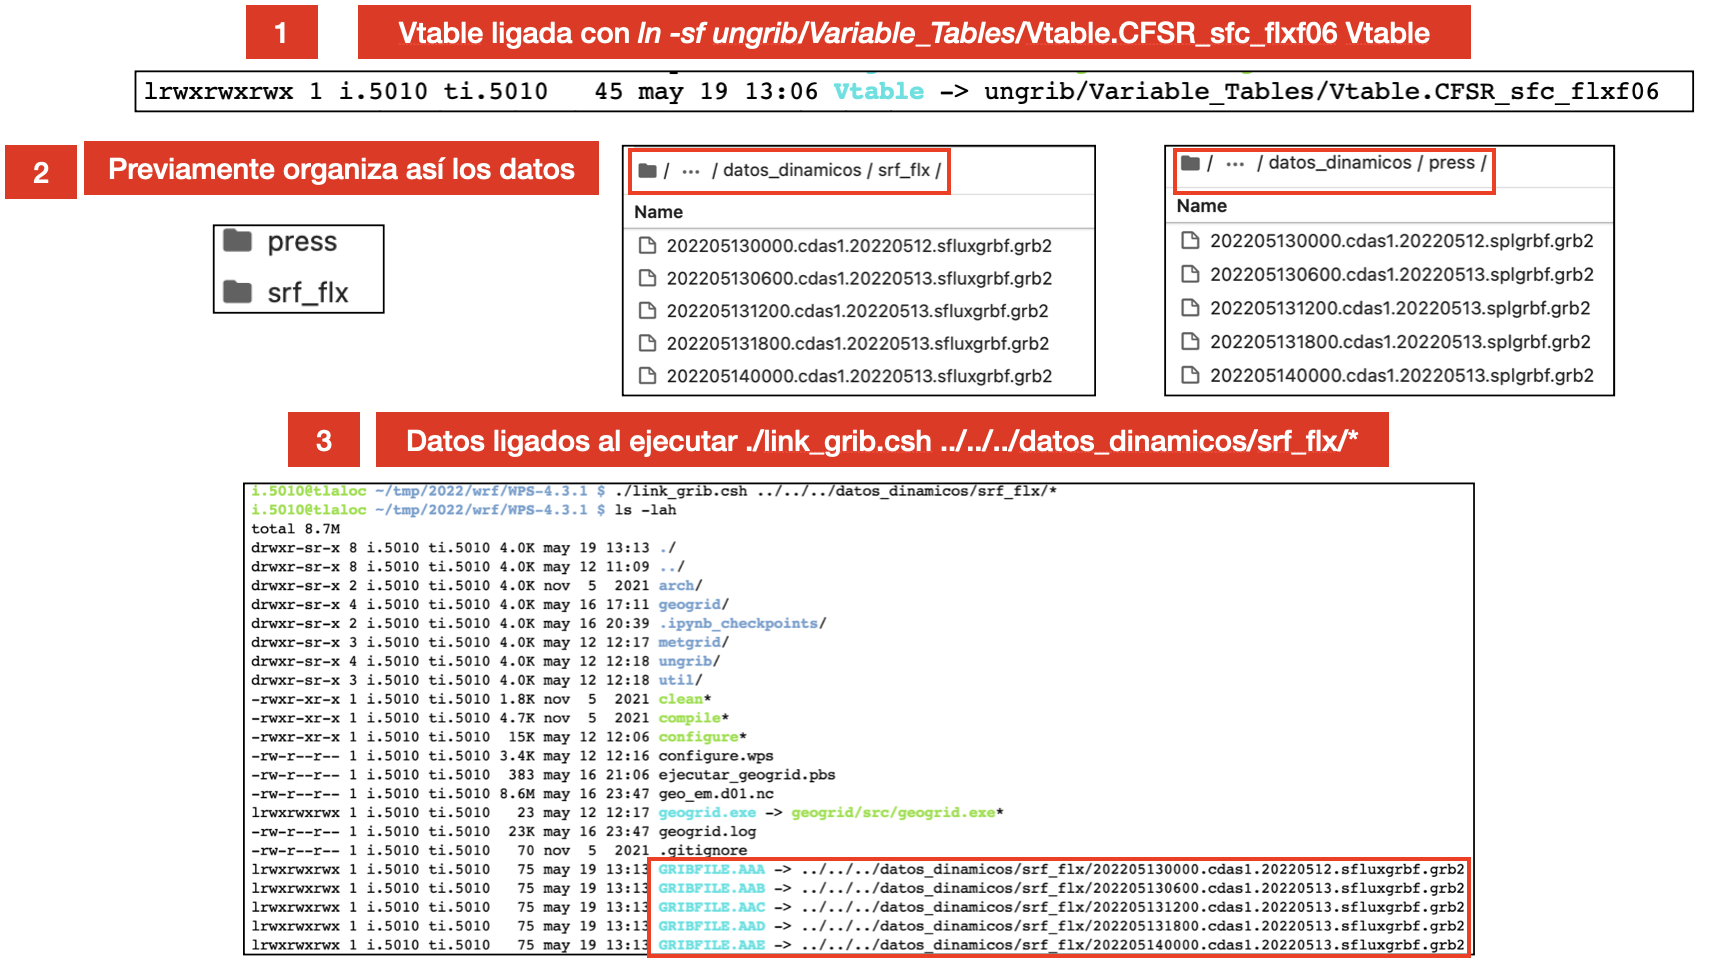 1
Vtable ligada con ln -sf ungrib/Variable_Tables/Vtable.CFSR_sfc_flxf06 Vtable
lrwxrwxrwx 1 i.5010 ti.5010   45 may 19 13:06 Vtable -> ungrib/Variable_Tables/Vtable.CFSR_sfc_flxf06
2
Previamente organiza así los datos
press
srf_flx
/ ··· / datos_dinamicos / srf_flx /
Name
202205130000.cdas1.20220512.sfluxgrbf.grb2
202205130600.cdas1.20220513.sfluxgrbf.grb2
202205131200.cdas1.20220513.sfluxgrbf.grb2
202205131800.cdas1.20220513.sfluxgrbf.grb2
202205140000.cdas1.20220513.sfluxgrbf.grb2
/ ··· / datos_dinamicos / press /
Name
202205130000.cdas1.20220512.splgrbf.grb2
202205130600.cdas1.20220513.splgrbf.grb2
202205131200.cdas1.20220513.splgrbf.grb2
202205131800.cdas1.20220513.splgrbf.grb2
202205140000.cdas1.20220513.splgrbf.grb2
3
Datos ligados al ejecutar ./link_grib.csh ../../../datos_dinamicos/srf_flx/*
i.5010@tlaloc ~/tmp/2022/wrf/WPS-4.3.1 $ ./link_grib.csh ../../../datos_dinamicos/srf_flx/*
i.5010@tlaloc ~/tmp/2022/wrf/WPS-4.3.1 $ ls -lah
total 8.7M
drwxr-sr-x 8 i.5010 ti.5010 4.0K may 19 13:13 ./
drwxr-sr-x 8 i.5010 ti.5010 4.0K may 12 11:09 ../
drwxr-sr-x 2 i.5010 ti.5010 4.0K nov  5  2021 arch/
drwxr-sr-x 4 i.5010 ti.5010 4.0K may 16 17:11 geogrid/
drwxr-sr-x 2 i.5010 ti.5010 4.0K may 16 20:39 .ipynb_checkpoints/
drwxr-sr-x 3 i.5010 ti.5010 4.0K may 12 12:17 metgrid/
drwxr-sr-x 4 i.5010 ti.5010 4.0K may 12 12:18 ungrib/
drwxr-sr-x 3 i.5010 ti.5010 4.0K may 12 12:18 util/
-rwxr-xr-x 1 i.5010 ti.5010 1.8K nov  5  2021 clean*
-rwxr-xr-x 1 i.5010 ti.5010 4.7K nov  5  2021 compile*
-rwxr-xr-x 1 i.5010 ti.5010  15K may 12 12:06 configure*
-rw-r--r-- 1 i.5010 ti.5010 3.4K may 12 12:16 configure.wps
-rw-r--r-- 1 i.5010 ti.5010  383 may 16 21:06 ejecutar_geogrid.pbs
-rw-r--r-- 1 i.5010 ti.5010 8.6M may 16 23:47 geo_em.d01.nc
lrwxrwxrwx 1 i.5010 ti.5010   23 may 12 12:17 geogrid.exe -> geogrid/src/geogrid.exe*
-rw-r--r-- 1 i.5010 ti.5010  23K may 16 23:47 geogrid.log
-rw-r--r-- 1 i.5010 ti.5010   70 nov  5  2021 .gitignore
lrwxrwxrwx 1 i.5010 ti.5010   75 may 19 13:13 GRIBFILE.AAA -> ../../../datos_dinamicos/srf_flx/202205130000.cdas1.20220512.sfluxgrbf.grb2
lrwxrwxrwx 1 i.5010 ti.5010   75 may 19 13:13 GRIBFILE.AAB -> ../../../datos_dinamicos/srf_flx/202205130600.cdas1.20220513.sfluxgrbf.grb2
lrwxrwxrwx 1 i.5010 ti.5010   75 may 19 13:13 GRIBFILE.AAC -> ../../../datos_dinamicos/srf_flx/202205131200.cdas1.20220513.sfluxgrbf.grb2
lrwxrwxrwx 1 i.5010 ti.5010   75 may 19 13:13 GRIBFILE.AAD -> ../../../datos_dinamicos/srf_flx/202205131800.cdas1.20220513.sfluxgrbf.grb2
lrwxrwxrwx 1 i.5010 ti.5010   75 may 19 13:13 GRIBFILE.AAE -> ../../../datos_dinamicos/srf_flx/202205140000.cdas1.20220513.sfluxgrbf.grb2